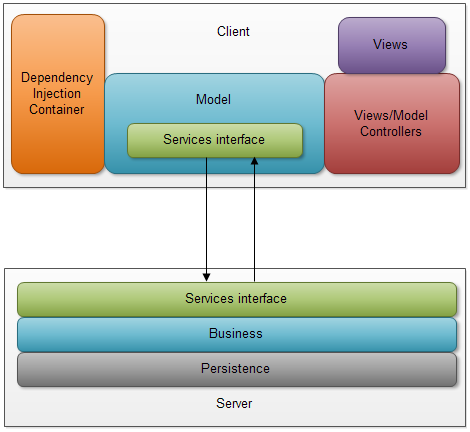 Client
Dependency
Injection
Container
Model
Services interface
Views
Views/Model
Controllers
Services interface
Business
Persistence
Server